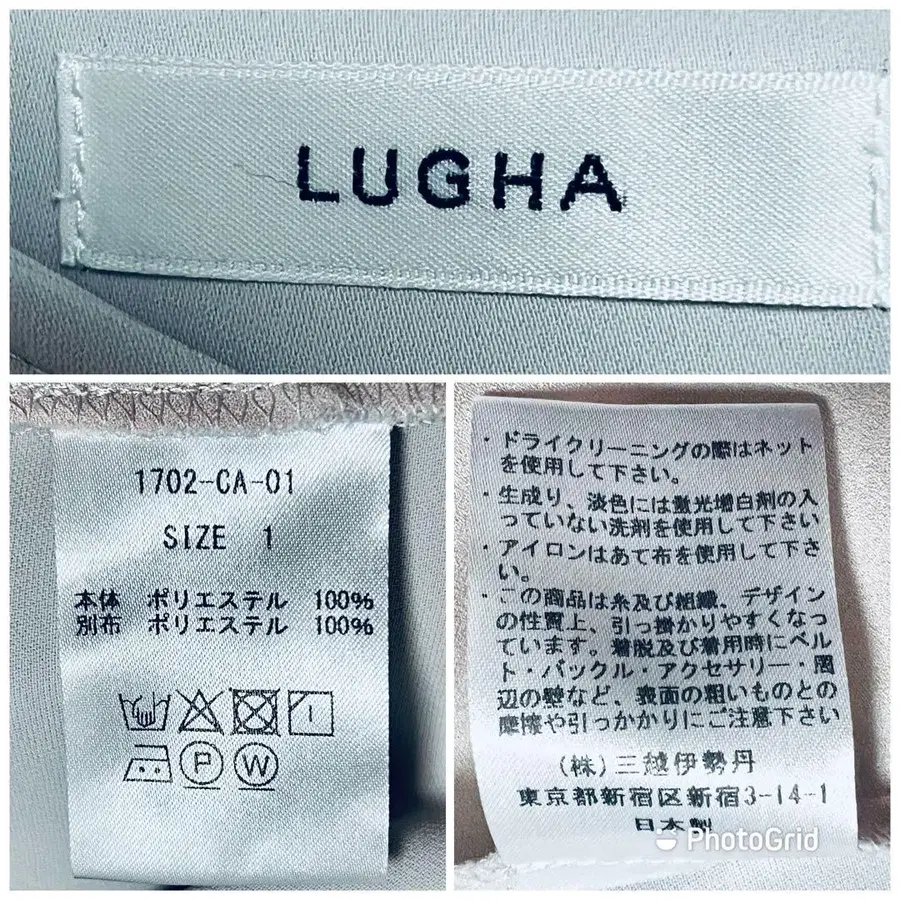 LUGHA
1702-CA-01
SIZE 1
本体 ポリエステル 100%
別布 ポリエステル 100%
P W
・ドライクリーニングの際はネット
を使用して下さい。
・生成り、淡色には蛍光増白剤の入
っていない洗剤を使用して下さい
・アイロンはあて布を使用して下さ
い。
・この商品は糸及び組織、デザイン
の性質上、引っ掛かりやすくなっ
ています。着脱及び着用時にベル
ト・バックル・アクセサリー・周
辺の壁など、表面の粗いものとの
摩擦や引っかかりにご注意下さい
(株)三越伊勢丹
東京都新宿区新宿3-14-1
日本製
PhotoGrid